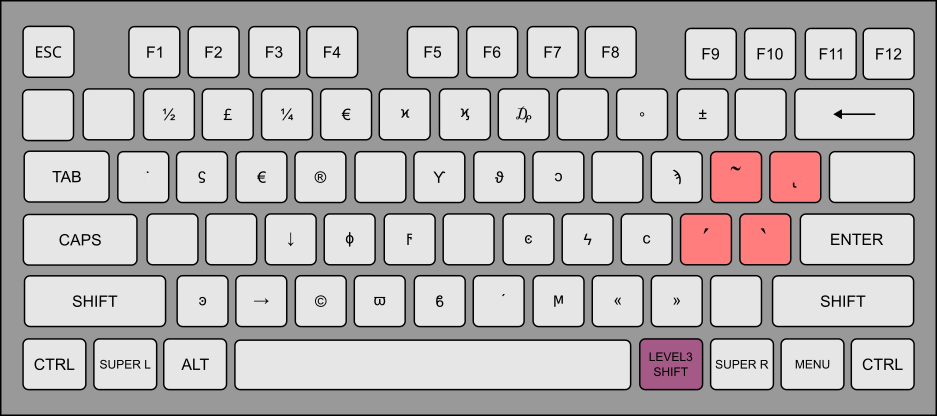 ESC F1 F2 F3 F4 F5 F6 F7 F8 F9 F10 F11 F12
½ £ ¼ € ϰ ϗ ₯ ° ± ←
TAB ˙ ϛ € ® ϒ ϑ ͻ ϡ ~ ͺ
CAPS ↓ ϕ ϝ ͼ ϟ ϲ ´ ` ENTER
SHIFT ͽ → © ϖ ϐ ´ Ϻ « » SHIFT
CTRL SUPER L ALT LEVEL3 SUPER R MENU CTRL
SHIFT